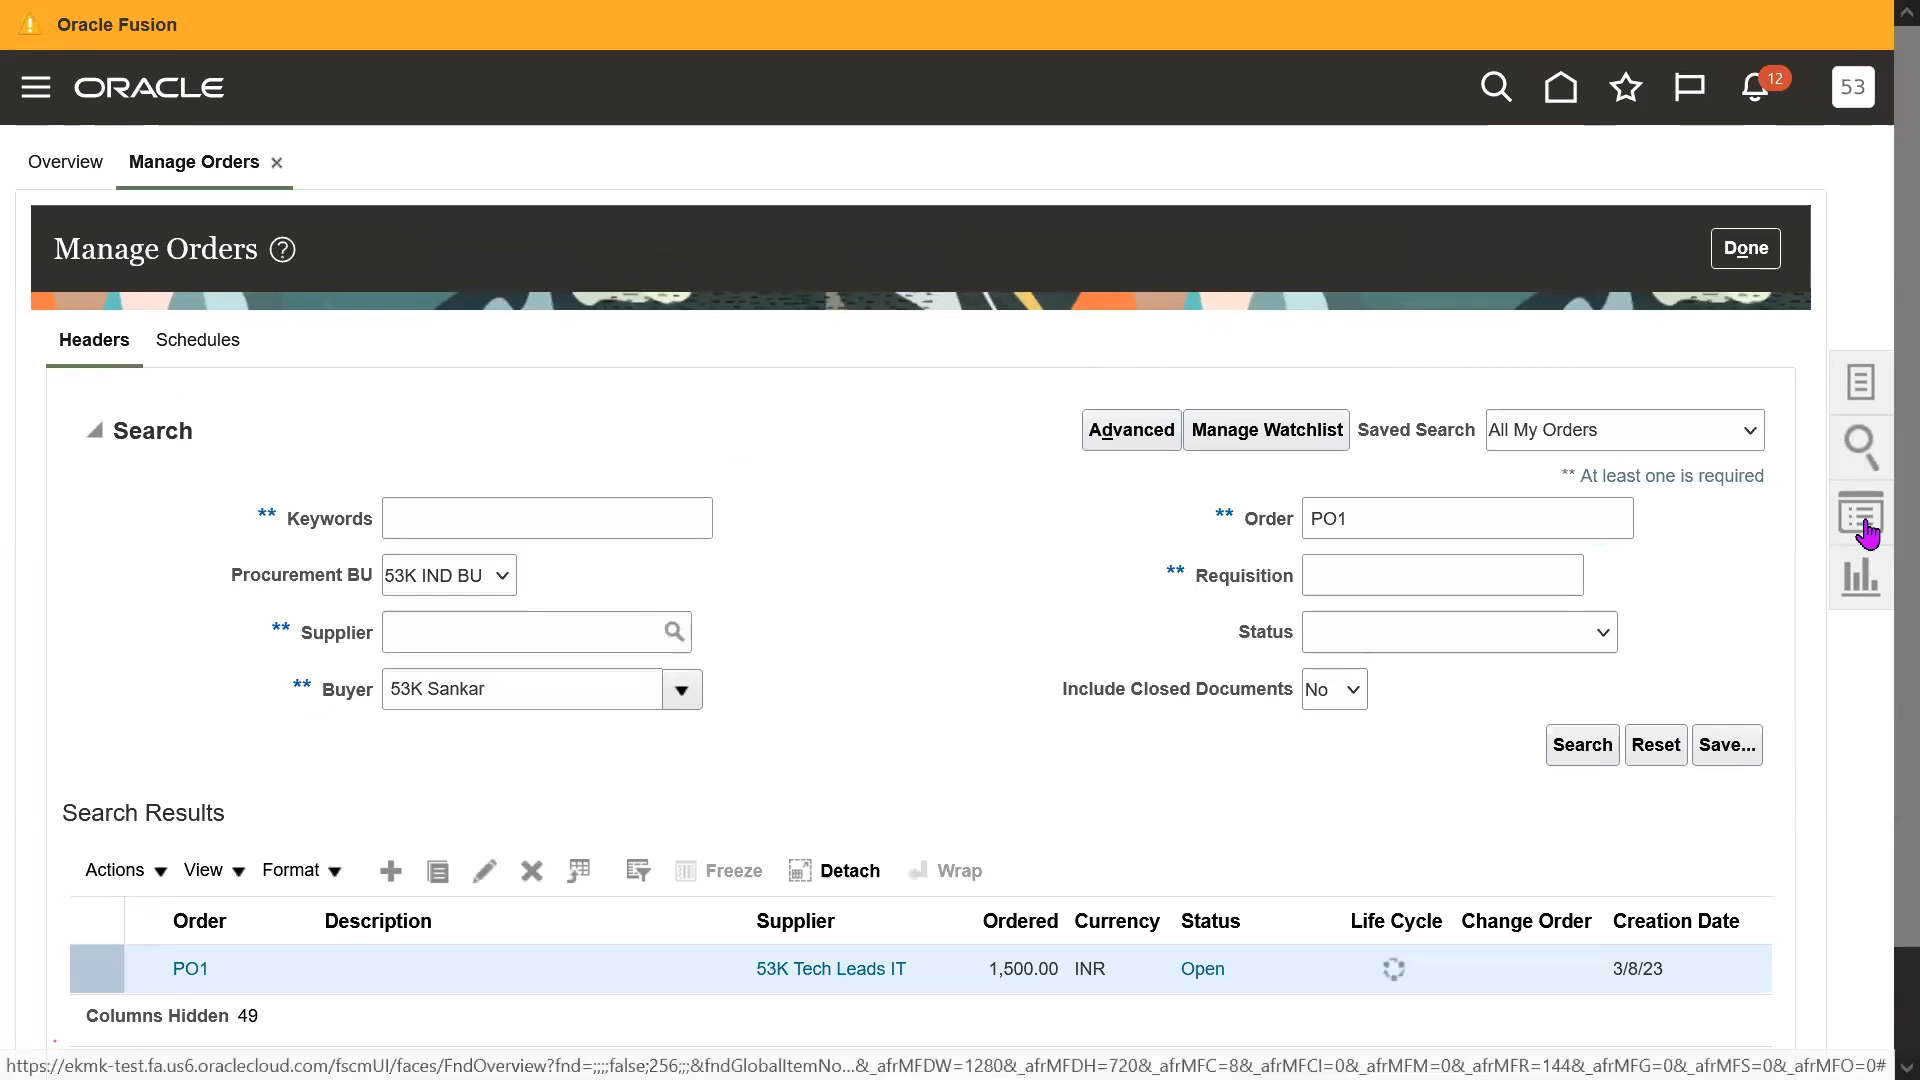 Oracle Fusion
ORACLE
12
53
Overview
Manage Orders
Manage Orders
Done
Headers
Schedules
Search
Advanced
Manage Watchlist
Saved Search
All My Orders
** At least one is required
** Keywords
** Order PO1
Procurement BU 53K IND BU
** Requisition
** Supplier
Status
** Buyer 53K Sankar
Include Closed Documents No
Search
Reset
Save...
Search Results
Actions View Format Freeze Detach Wrap
Order Description Supplier Ordered Currency Status Life Cycle Change Order Creation Date
PO1 53K Tech Leads IT 1,500.00 INR Open 3/8/23
Columns Hidden 49
https://ekmk-test.fa.us6.oraclecloud.com/fscmUI/faces/FndOverview?fnd=;;;;false;256;;;&fndGlobalItemNo...&_afrMFDW=1280&_afrMFDH=720&_afrMFC=8&_afrMFCI=0&_afrMFM=0&_afrMFR=144&_afrMFG=0&_afrMFS=0&_afrMFO=0#